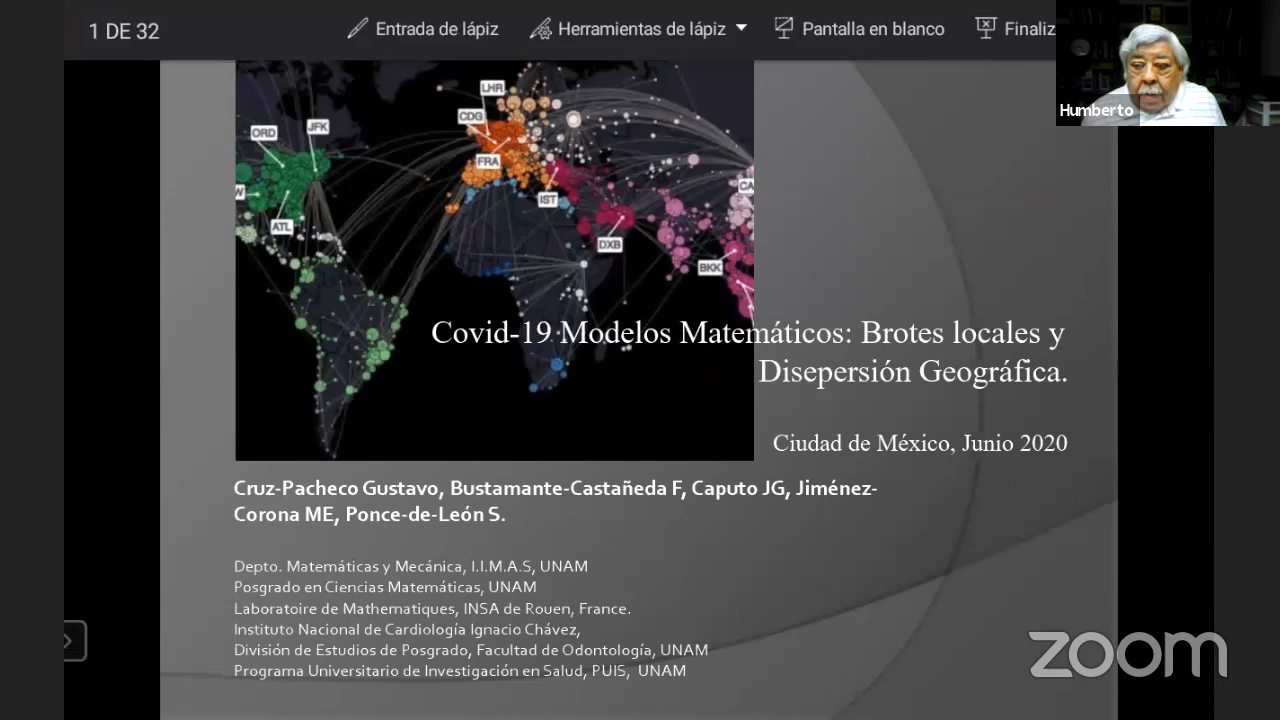 1 DE 32
Entrada de lápiz
Herramientas de lápiz
Pantalla en blanco
Finaliz
Humberto
LHR
CDG
JFK
ORD
FRA
W
IST
CA
ATL
DXB
BKK
Covid-19 Modelos Matemáticos: Brotes locales y
Disepersión Geográfica.
Ciudad de México, Junio 2020
Cruz-Pacheco Gustavo, Bustamante-Castañeda F, Caputo JG, Jiménez-
Corona ME, Ponce-de-León S.
Depto. Matemáticas y Mecánica, I.I.M.A.S, UNAM
Posgrado en Ciencias Matemáticas, UNAM
Laboratoire de Mathematiques, INSA de Rouen, France.
Instituto Nacional de Cardiología Ignacio Chávez,
División de Estudios de Posgrado, Facultad de Odontología, UNAM
Programa Universitario de Investigación en Salud, PUIS, UNAM
zoom